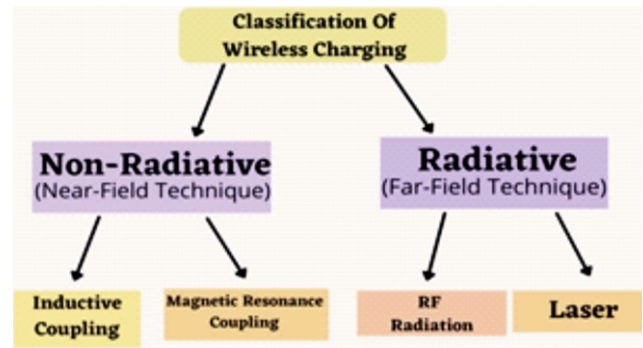 Classification Of
Wireless Charging
Non-Radiative
(Near-Field Technique)
Radiative
(Far-Field Technique)
Inductive
Coupling
Magnetic Resonance
Coupling
RF
Radiation
Laser